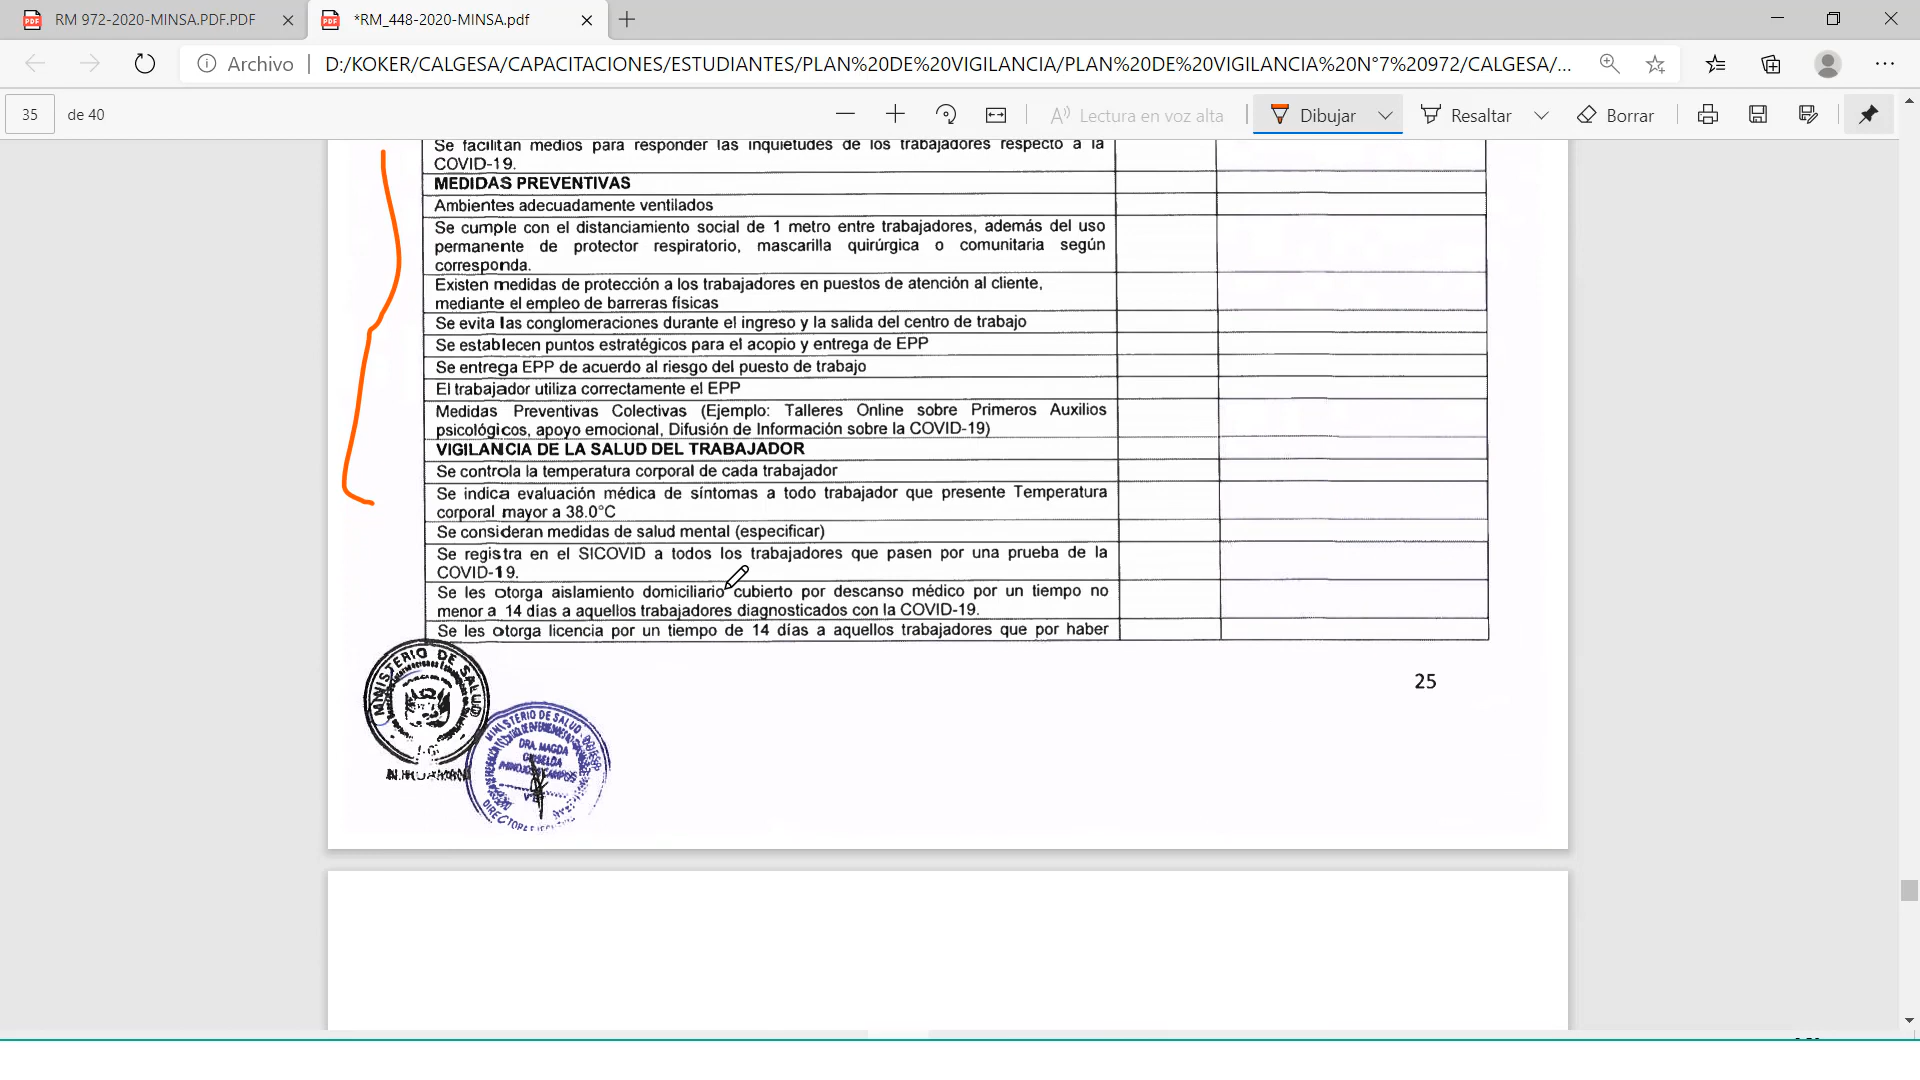 RM 972-2020-MINSA.PDF.PDF
*RM_448-2020-MINSA.pdf
Archivo
D:/KOKER/CALGESA/CAPACITACIONES/ESTUDIANTES/PLAN%20DE%20VIGILANCIA/PLAN%20DE%20VIGILANCIA%20N°7%20972/CALGESA/...
35 de 40
Lectura en voz alta
Dibujar
Resaltar
Borrar
Se facilitan medios para responder las inquietudes de los trabajadores respecto a la
COVID-19.
MEDIDAS PREVENTIVAS
Ambientes adecuadamente ventilados
Se cumple con el distanciamiento social de 1 metro entre trabajadores, además del uso
permanente de protector respiratorio, mascarilla quirúrgica o comunitaria según
corresponda.
Existen medidas de protección a los trabajadores en puestos de atención al cliente,
mediante el empleo de barreras físicas
Se evita las conglomeraciones durante el ingreso y la salida del centro de trabajo
Se establecen puntos estratégicos para el acopio y entrega de EPP
Se entrega EPP de acuerdo al riesgo del puesto de trabajo
El trabajador utiliza correctamente el EPP
Medidas Preventivas Colectivas (Ejemplo: Talleres Online sobre Primeros Auxilios
psicológicos, apoyo emocional, Difusión de Información sobre la COVID-19)
VIGILANCIA DE LA SALUD DEL TRABAJADOR
Se controla la temperatura corporal de cada trabajador
Se indica evaluación médica de síntomas a todo trabajador que presente Temperatura
corporal mayor a 38.0°C
Se consideran medidas de salud mental (especificar)
Se registra en el SICOVID a todos los trabajadores que pasen por una prueba de la
COVID-19.
Se les otorga aislamiento domiciliario cubierto por descanso médico por un tiempo no
menor a 14 días a aquellos trabajadores diagnosticados con la COVID-19.
Se les otorga licencia por un tiempo de 14 días a aquellos trabajadores que por haber
MINISTERIO DE SALUD
25
MINISTERIO DE SALUD
DRA. MAGDA